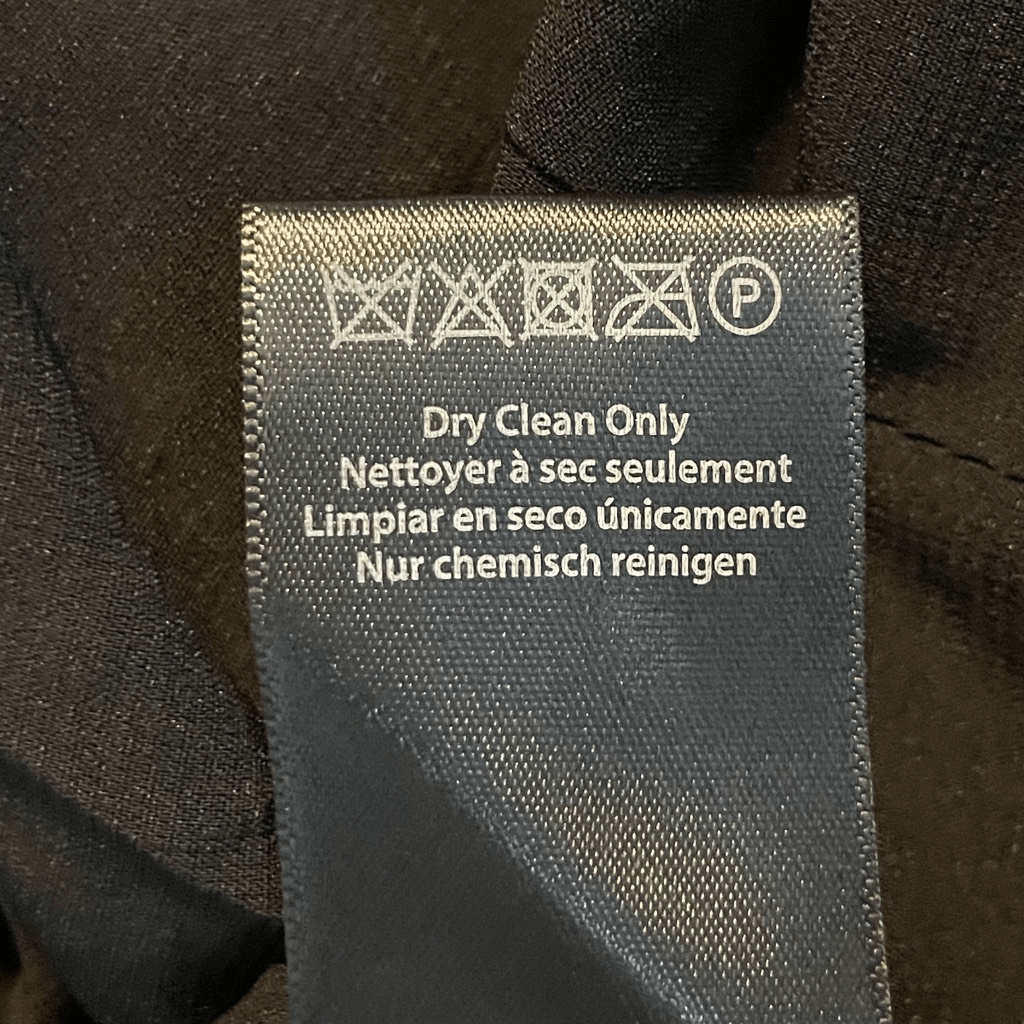 P
Dry Clean Only
Nettoyer à sec seulement
Limpiar en seco únicamente
Nur chemisch reinigen